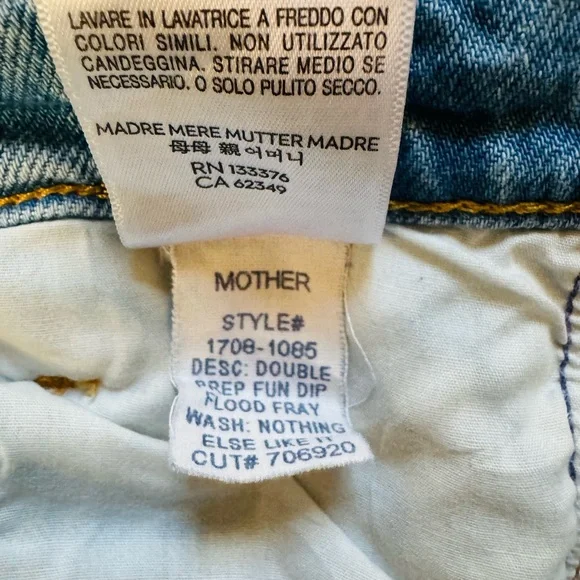 LAVARE IN LAVATRICE A FREDDO CON
COLORI SIMILI. NON UTILIZZATO
CANDEGGINA. STIRARE MEDIO SE
NECESSARIO. O SOLO PULITO SECCO.
MADRE MERE MUTTER MADRE
母母 親 어머니
RN 133376
CA 62349
MOTHER
STYLE#
1708-1085
DESC: DOUBLE
PREP FUN DIP
FLOOD FRAY
WASH: NOTHING
ELSE LIKE IT
CUT# 706920